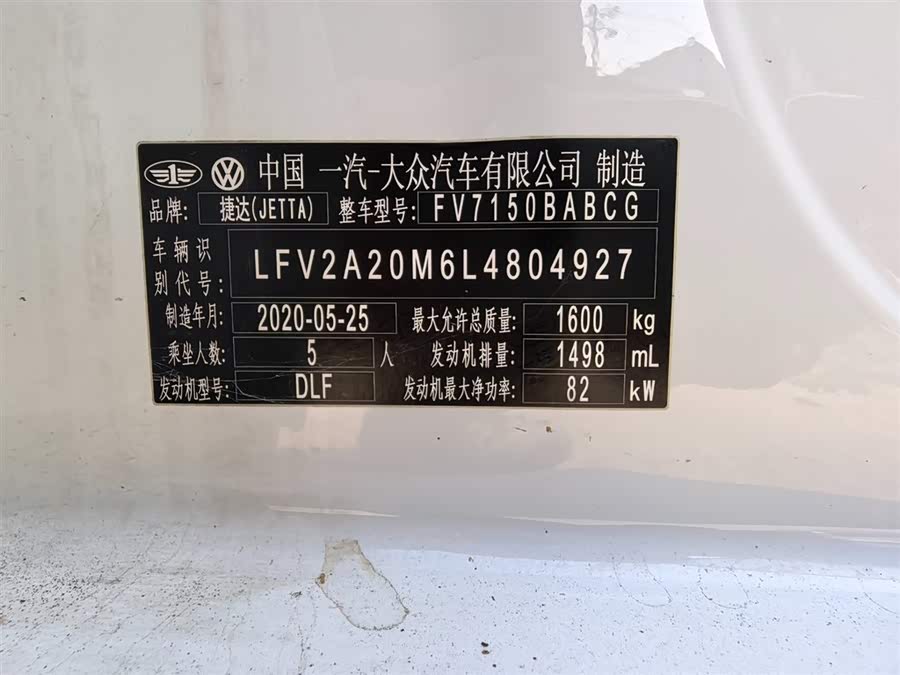 中国 一汽-大众汽车有限公司 制造
品牌: 捷达(JETTA) 整车型号: FV7150BABCG
车辆识别代号: LFV2A20M6L4804927
制造年月: 2020-05-25 最大允许总质量: 1600 kg
乘坐人数: 5 人 发动机排量: 1498 mL
发动机型号: DLF 发动机最大净功率: 82 kW